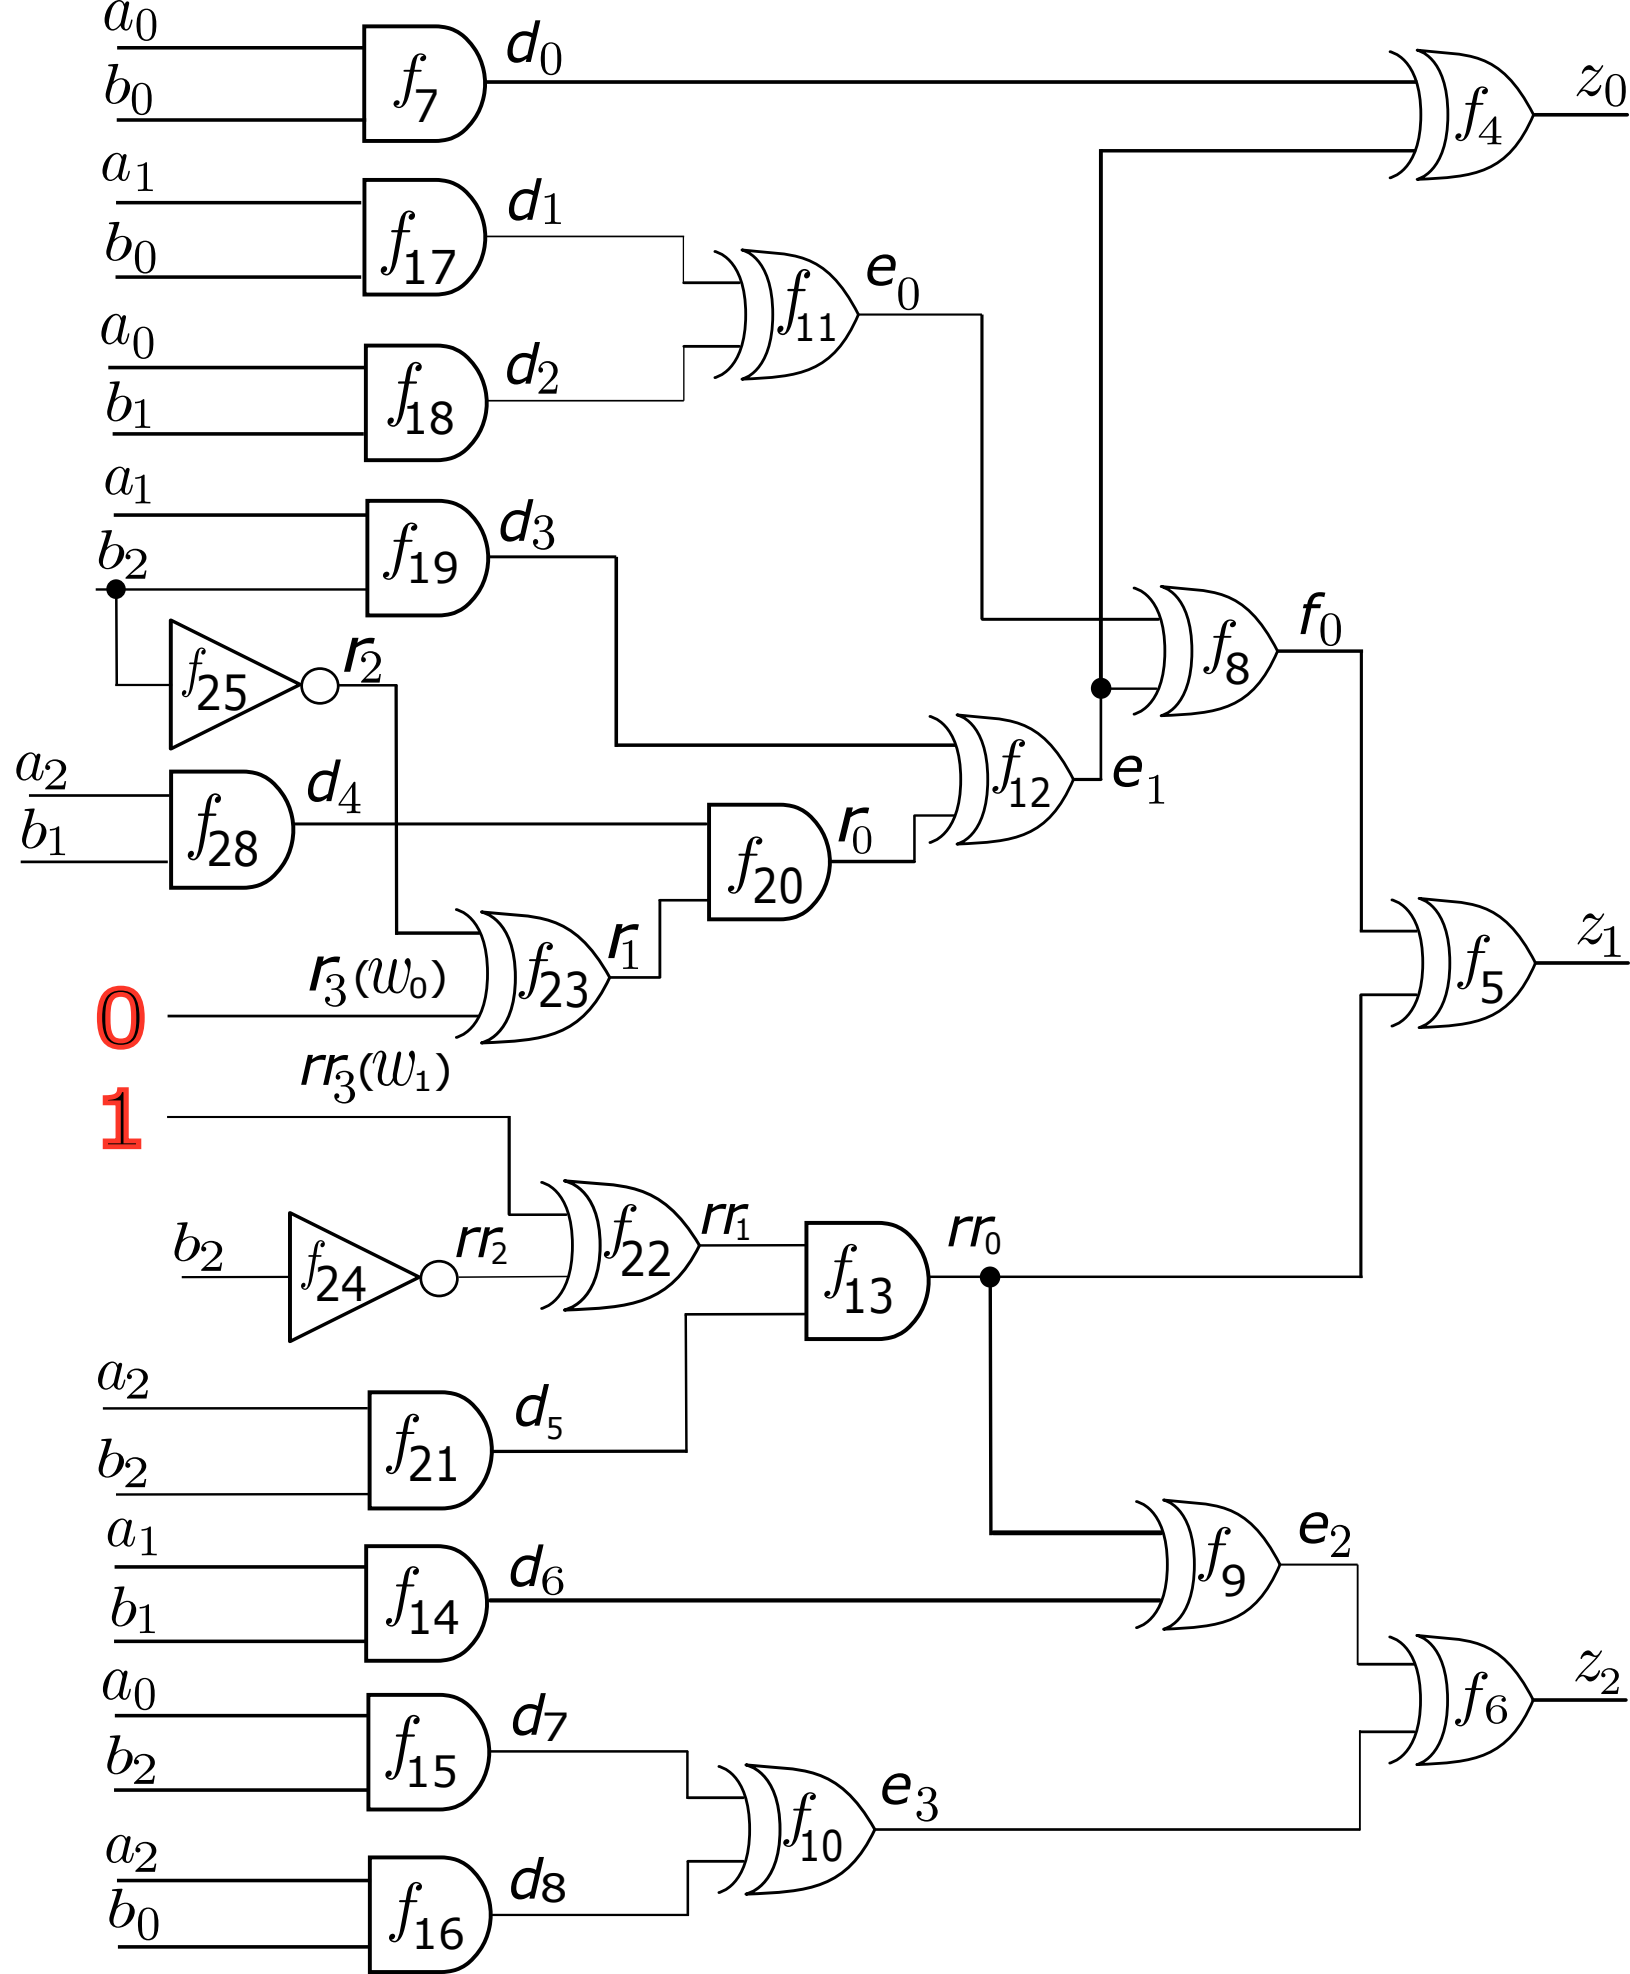 a0
d0
z0
b0
f7
f4
a1
d1
b0
f17
e0
f11
a0
d2
b1
f18
a1
d3
b2
f19
r2
f0
f25
f8
a2
d4
e1
b1
f28
r0
f12
f20
r1
z1
r3(w0)
f23
f5
0
rr3(w1)
1
rr1
rr0
b2
rr2
f22
f24
f13
a2
d5
b2
f21
a1
e2
d6
f9
b1
f14
a0
z2
d7
f6
b2
f15
e3
a2
f10
d8
b0
f16